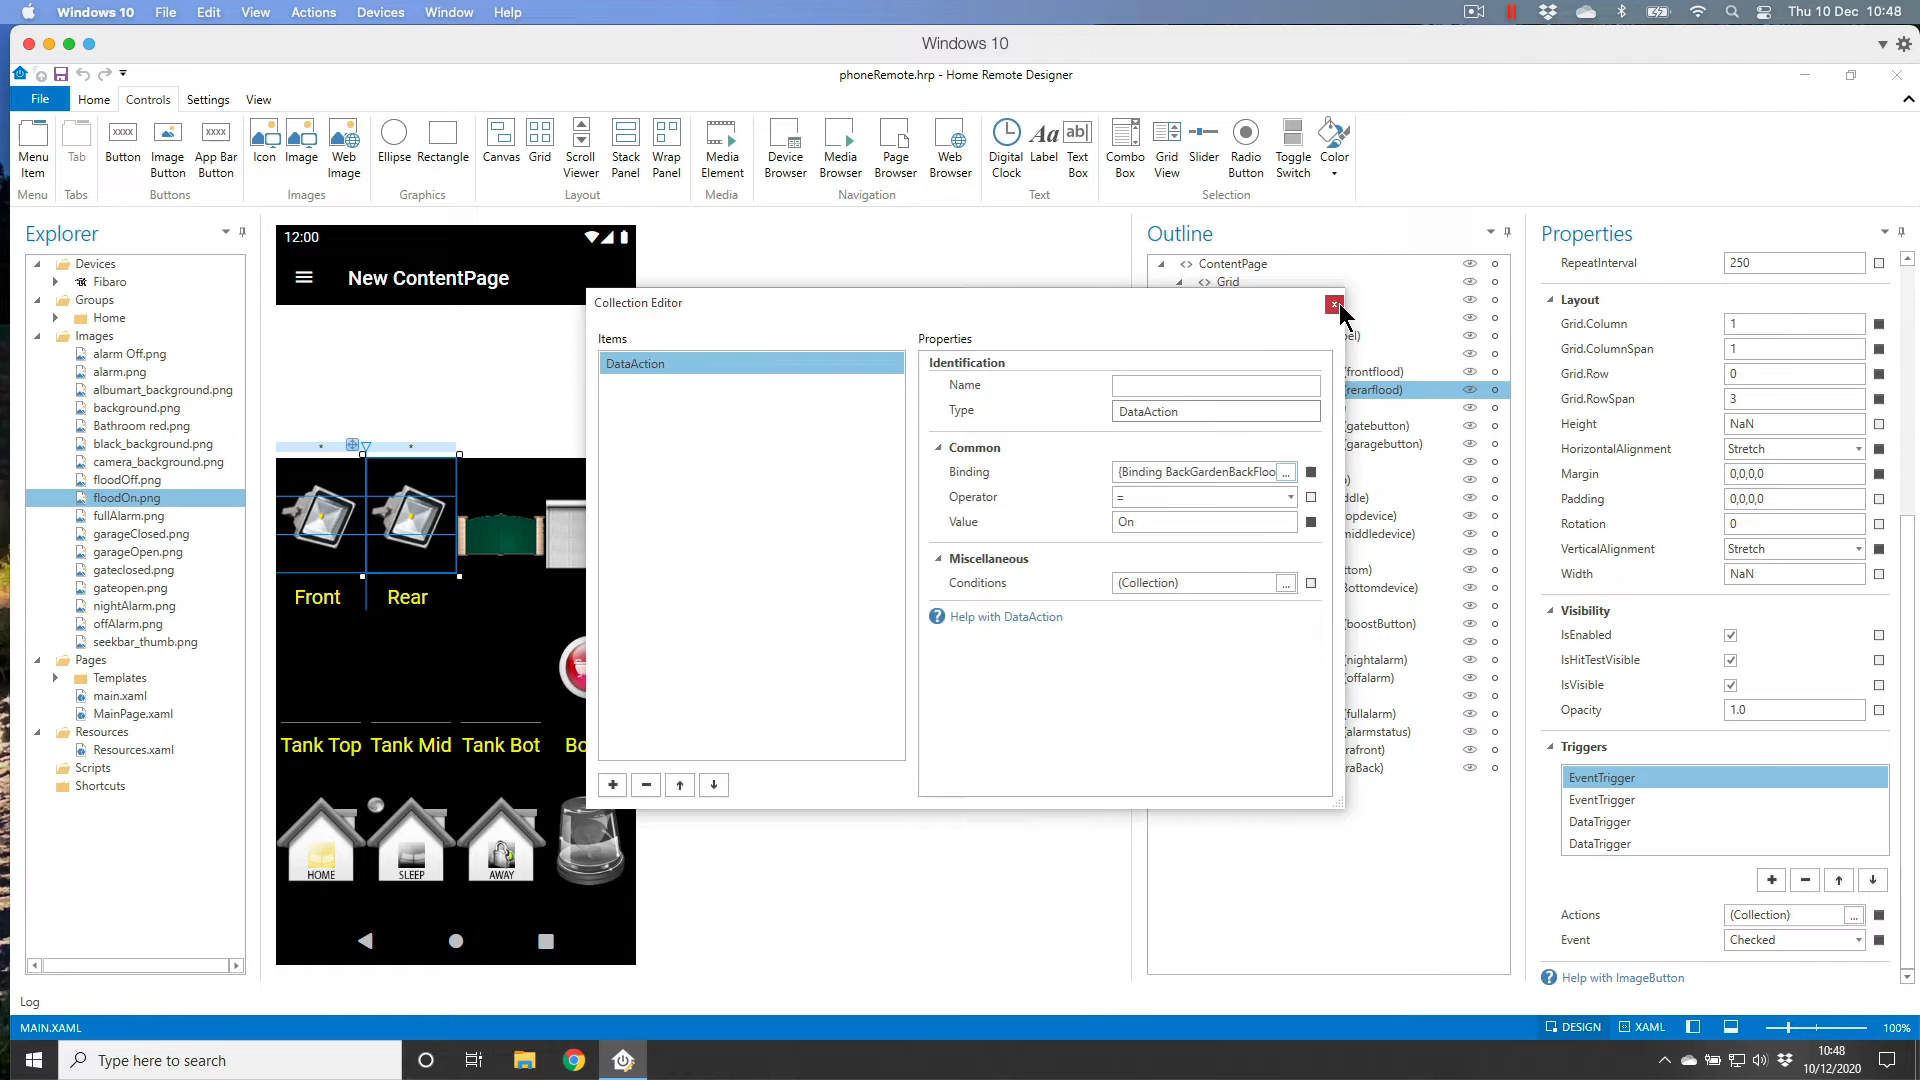 Windows 10 File Edit View Actions Devices Window Help Thu 10 Dec 10:48
Windows 10
phoneRemote.hrp - Home Remote Designer
File Home Controls Settings View
Menu Item
Tab
Button
Image Button
App Bar Button
Icon
Image
Web Image
Ellipse
Rectangle
Canvas
Grid
Scroll Viewer
Stack Panel
Wrap Panel
Media Element
Device Browser
Media Browser
Page Browser
Web Browser
Digital Clock
Label
Text Box
Combo Box
Grid View
Slider
Radio Button
Toggle Switch
Color
Menu Tabs Buttons Images Graphics Layout Media Navigation Text Selection
Explorer
Devices
Fibaro
Groups
Home
Images
alarm Off.png
alarm.png
albumart_background.png
background.png
Bathroom red.png
black_background.png
camera_background.png
floodOff.png
floodOn.png
fullAlarm.png
garageClosed.png
garageOpen.png
gateclosed.png
gateopen.png
nightAlarm.png
offAlarm.png
seekbar_thumb.png
Pages
Templates
main.xaml
MainPage.xaml
Resources
Resources.xaml
Scripts
Shortcuts
12:00
New ContentPage
Front Rear
Tank Top Tank Mid Tank Bot Bo
HOME SLEEP AWAY
Collection Editor
Items
DataAction
Properties
Identification
Name
Type DataAction
Common
Binding {Binding BackGardenBackFloo ...
Operator =
Value On
Miscellaneous
Conditions (Collection) ...
Help with DataAction
Outline
ContentPage
Grid
el)
(frontflood)
(rerarflood)
(gatebutton)
(garagebutton)
ddle)
opdevice)
middledevice)
tom)
Bottomdevice)
(boostButton)
(nightalarm)
(offalarm)
(fullalarm)
(alarmstatus)
rafront)
raBack)
Properties
RepeatInterval 250
Layout
Grid.Column 1
Grid.ColumnSpan 1
Grid.Row 0
Grid.RowSpan 3
Height NaN
HorizontalAlignment Stretch
Margin 0,0,0,0
Padding 0,0,0,0
Rotation 0
VerticalAlignment Stretch
Width NaN
Visibility
IsEnabled
IsHitTestVisible
IsVisible
Opacity 1.0
Triggers
EventTrigger
EventTrigger
DataTrigger
DataTrigger
Actions (Collection) ...
Event Checked
Help with ImageButton
Log
MAIN.XAML DESIGN XAML 100%
Type here to search
10:48
10/12/2020